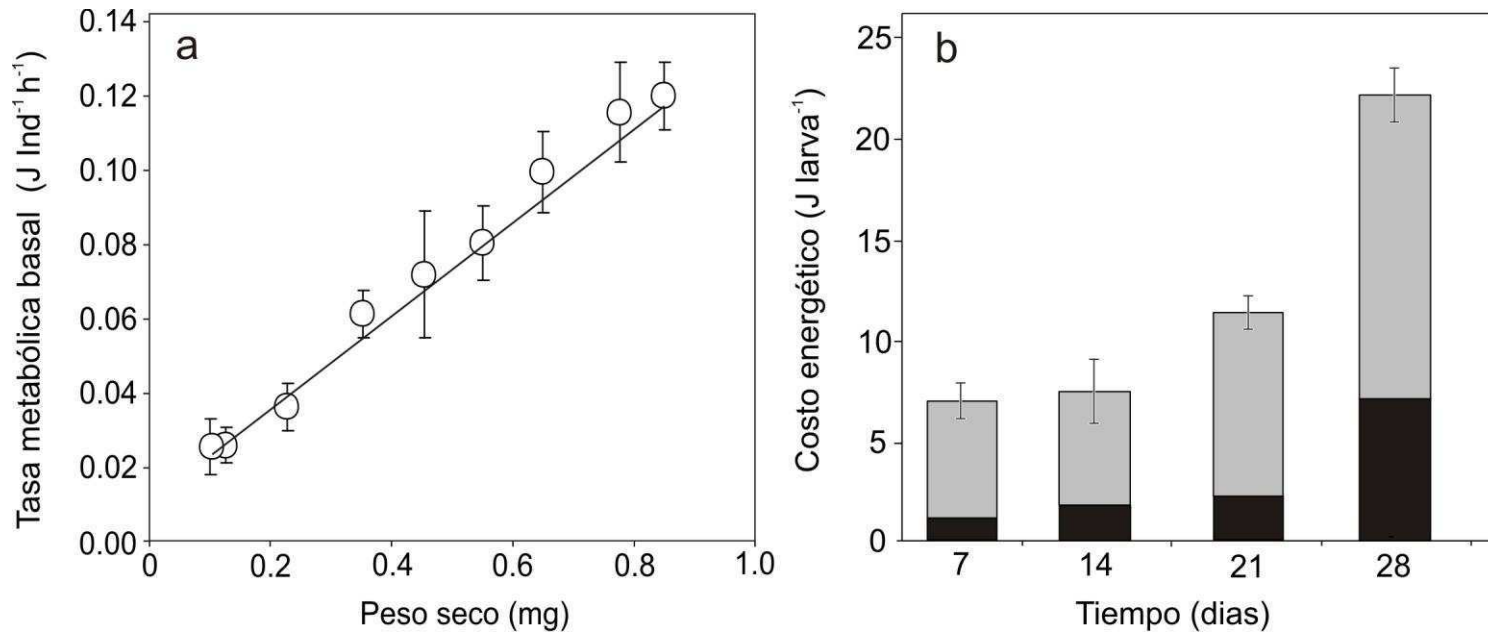 a
Tasa metabólica basal (J Ind⁻¹ h⁻¹)
0.14
0.12
0.10
0.08
0.06
0.04
0.02
0.00
0 0.2 0.4 0.6 0.8 1.0
Peso seco (mg)
b
Costo energético (J larva⁻¹)
25
20
15
10
5
0
7 14 21 28
Tiempo (dias)